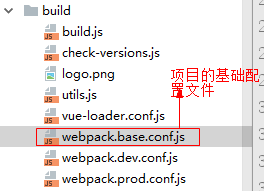 build
build.js
check-versions.js
logo.png
项目的基础配
置文件
utils.js
vue-loader.conf.js
webpack.base.conf.js
webpack.dev.conf.js
webpack.prod.conf.js